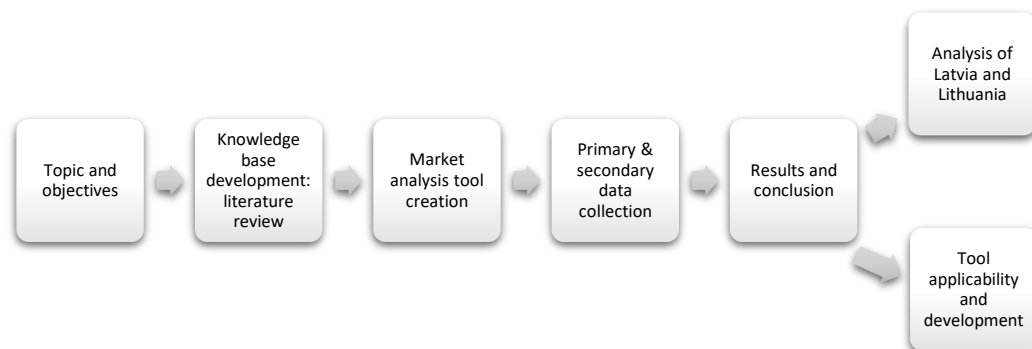 Topic and
objectives
Knowledge
base
development:
literature
review
Market
analysis tool
creation
Primary &
secondary
data
collection
Results and
conclusion
Analysis of
Latvia and
Lithuania
Tool
applicability
and
development